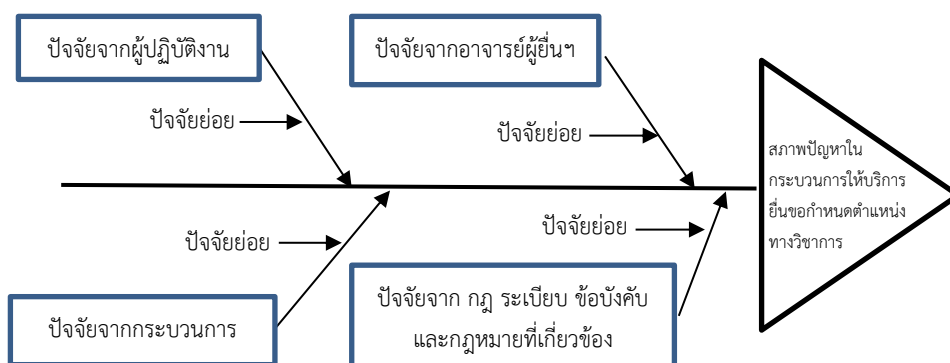 ปัจจัยจากผู้ปฏิบัติงาน
ปัจจัยจากอาจารย์ผู้ยื่นฯ
ปัจจัยย่อย
ปัจจัยย่อย
สภาพปัญหาใน
กระบวนการให้บริการ
ยื่นขอกำหนดตำแหน่ง
ทางวิชาการ
ปัจจัยย่อย
ปัจจัยย่อย
ปัจจัยจากกระบวนการ
ปัจจัยจาก กฎ ระเบียบ ข้อบังคับ
และกฎหมายที่เกี่ยวข้อง